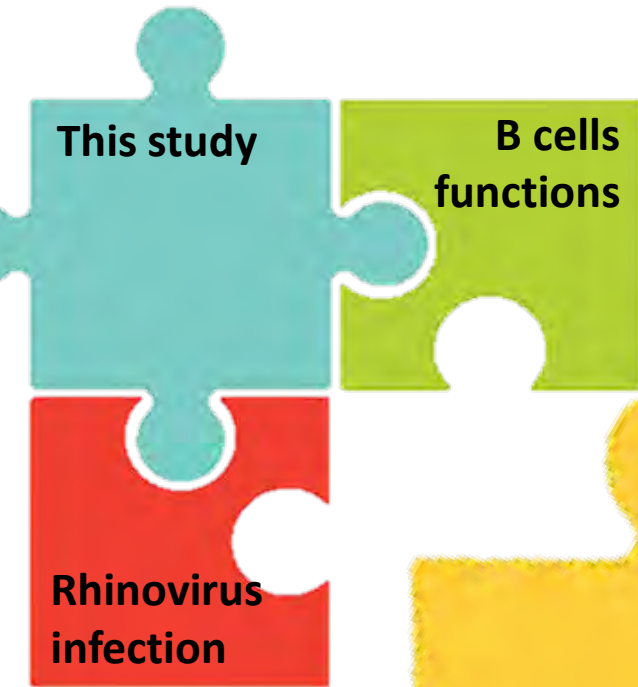 This study
B cells
functions
Rhinovirus
infection